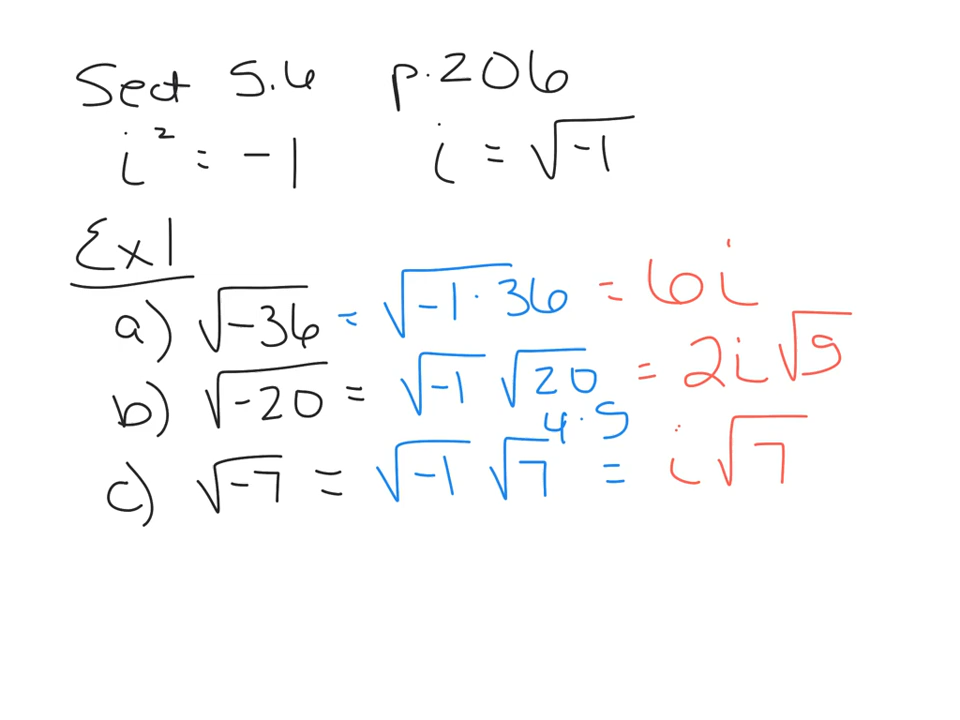 Sect 5.6 p.206
i² = -1 i = √-1
Ex 1
a) √-36 = √-1·36 = 6i
b) √-20 = √-1 √20 = 2i√5
4·5
c) √-7 = √-1 √7 = i√7